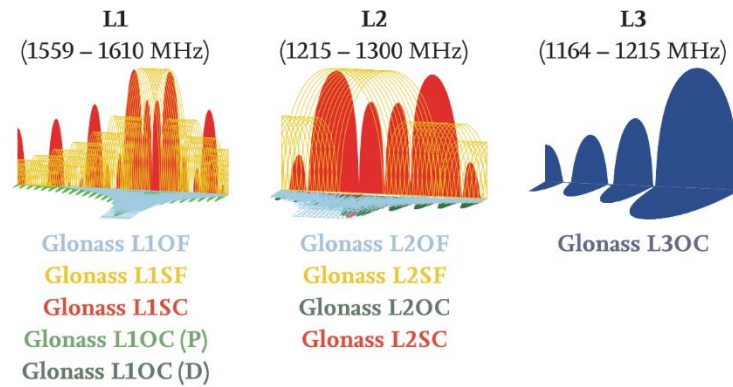 L1
(1559 – 1610 MHz)
Glonass L1OF
Glonass L1SF
Glonass L1SC
Glonass L1OC (P)
Glonass L1OC (D)
L2
(1215 – 1300 MHz)
Glonass L2OF
Glonass L2SF
Glonass L2OC
Glonass L2SC
L3
(1164 – 1215 MHz)
Glonass L3OC